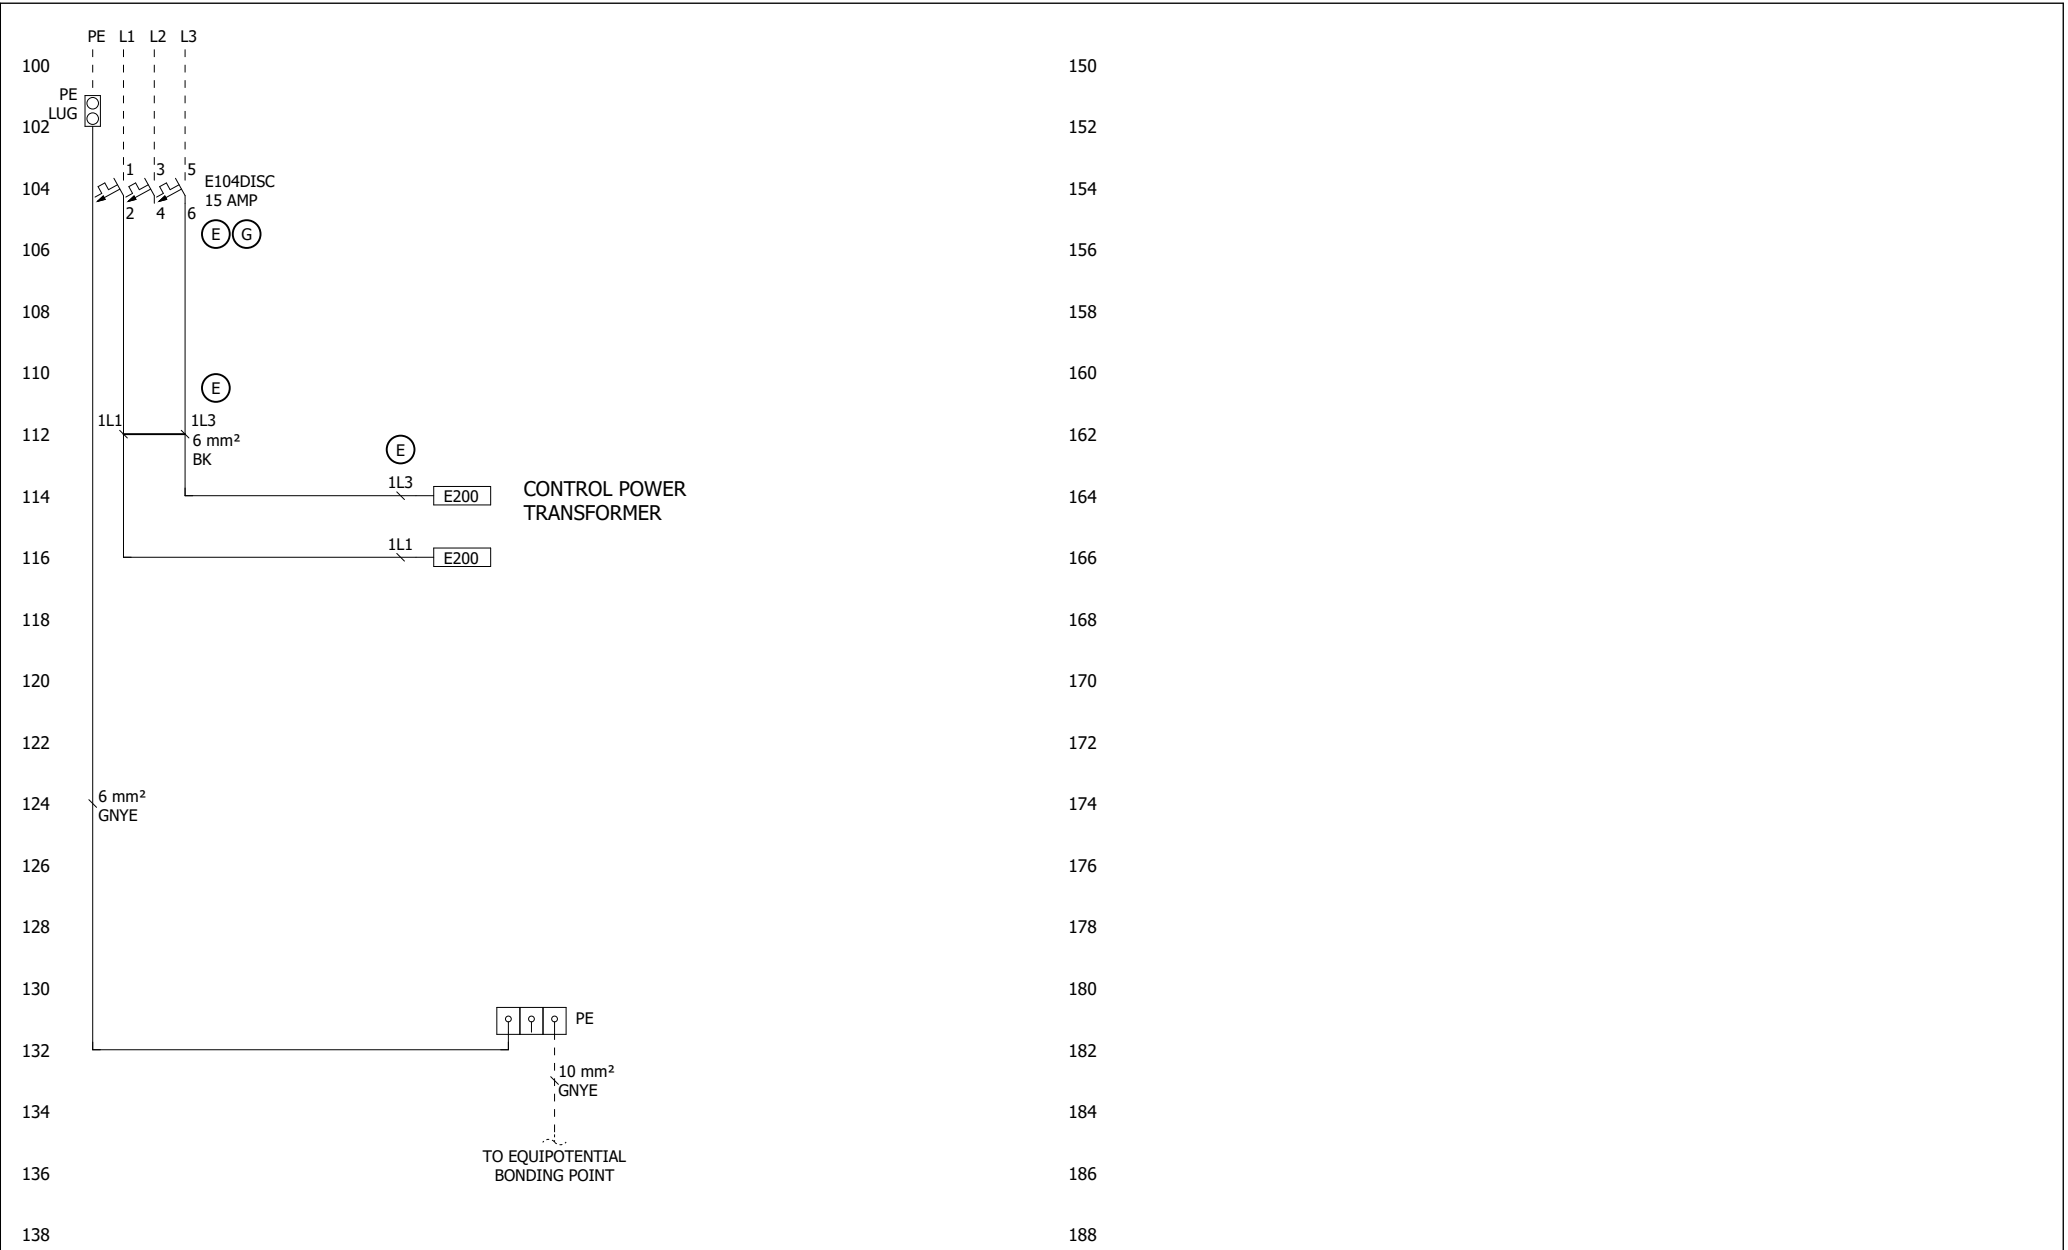 PE L1 L2 L3
100 150
PE
LUG
102 152
1 3 5
E104DISC
104 154
15 AMP
2 4 6
E G
106 156
108 158
110 160
E
1L1 1L3
112 162
6 mm²
BK
E
1L3
114 E200 CONTROL POWER 164
TRANSFORMER
1L1
116 E200 166
118 168
120 170
122 172
6 mm²
124 174
GNYE
126 176
128 178
130 180
PE
132 182
10 mm²
GNYE
134 184
TO EQUIPOTENTIAL
136 BONDING POINT 186
138 188